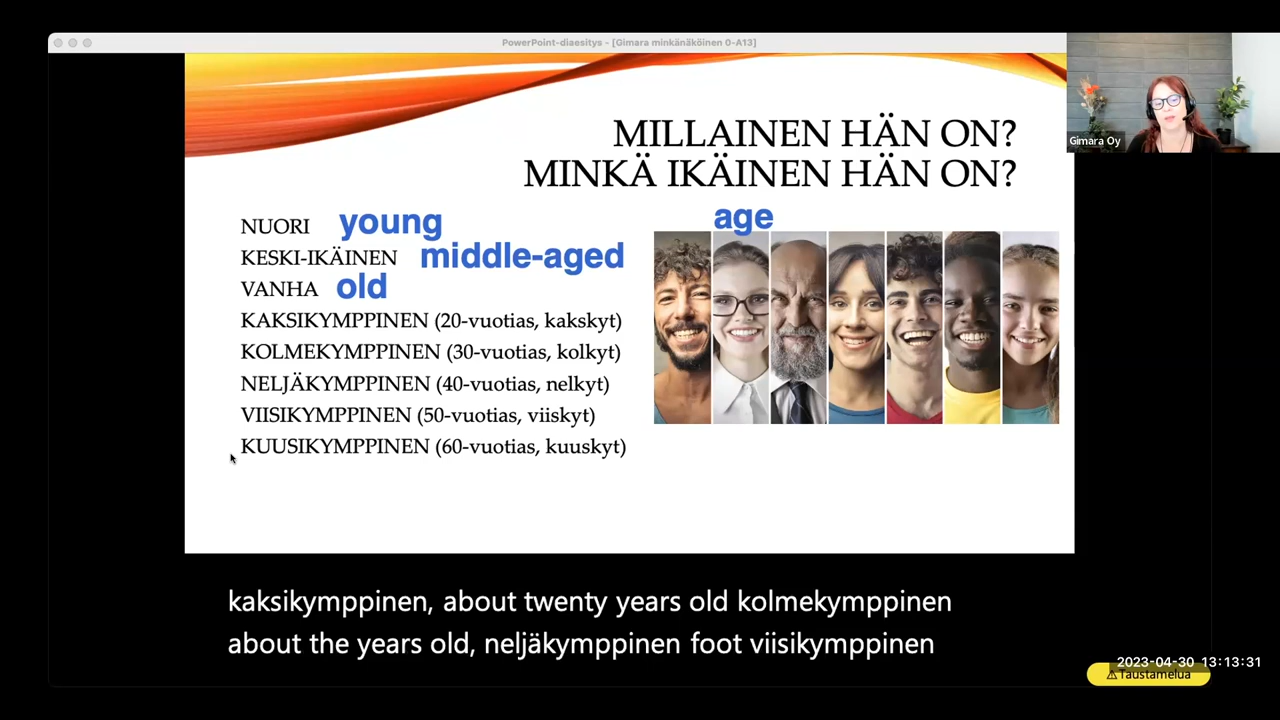 PowerPoint-diaesitys - [Gimara minkänäköinen 0-A13]
Gimara Oy
MILLAINEN HÄN ON?
MINKÄ IKÄINEN HÄN ON?
age
NUORI young
KESKI-IKÄINEN middle-aged
VANHA old
KAKSIKYMPPINEN (20-vuotias, kakskyt)
KOLMEKYMPPINEN (30-vuotias, kolkyt)
NELJÄKYMPPINEN (40-vuotias, nelkyt)
VIISIKYMPPINEN (50-vuotias, viiskyt)
KUUSIKYMPPINEN (60-vuotias, kuuskyt)
kaksikymppinen, about twenty years old kolmekymppinen
about the years old, neljäkymppinen foot viisikymppinen
2023-04-30 13:13:31
⚠Taustamelua